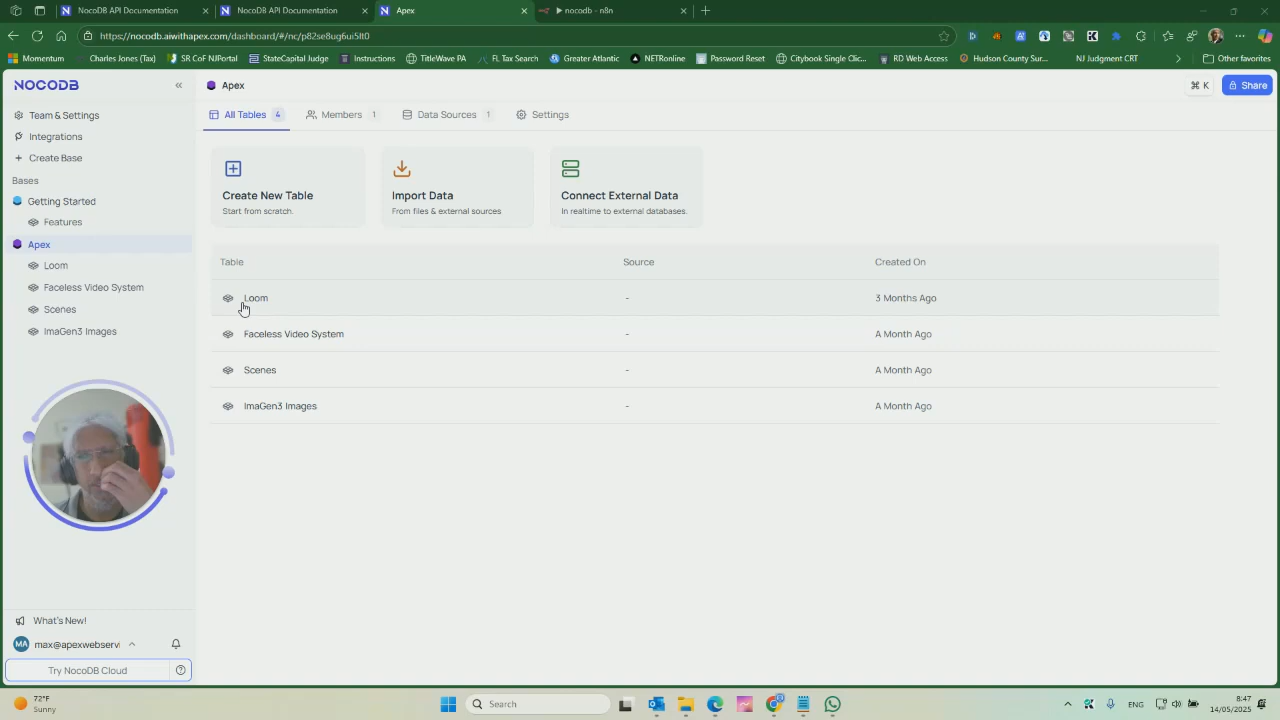 NocoDB API Documentation
NocoDB API Documentation
Apex
nocodb - n8n
https://nocodb.aiwithapex.com/dashboard/#/nc/p82se8ug6ui5lt0
Momentum
Charles Jones (Tax)
SR CoF NJPortal
StateCapital Judge
Instructions
TitleWave PA
FL Tax Search
Greater Atlantic
NETRonline
Password Reset
Citybook Single Clic...
RD Web Access
Hudson County Sur...
NJ Judgment CRT
Other favorites
NOCODB
Apex
⌘ K
Share
Team & Settings
Integrations
Create Base
Bases
Getting Started
Features
Apex
Loom
Faceless Video System
Scenes
ImaGen3 Images
All Tables 4
Members 1
Data Sources 1
Settings
Create New Table
Start from scratch.
Import Data
From files & external sources
Connect External Data
In realtime to external databases.
Table Source Created On
Loom - 3 Months Ago
Faceless Video System - A Month Ago
Scenes - A Month Ago
ImaGen3 Images - A Month Ago
What's New!
MA max@apexwebservi
Try NocoDB Cloud
72°F
Sunny
Search
ENG
8:47
14/05/2025